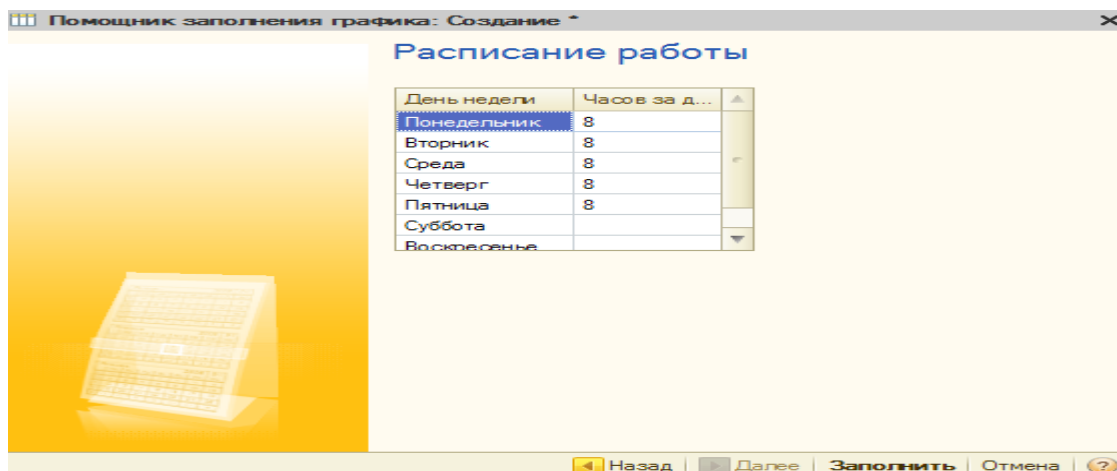 Помощник заполнения графика: Создание *
Расписание работы
День недели Часов за д...
Понедельник 8
Вторник 8
Среда 8
Четверг 8
Пятница 8
Суббота
Воскресенье
Назад Далее Заполнить Отмена ?